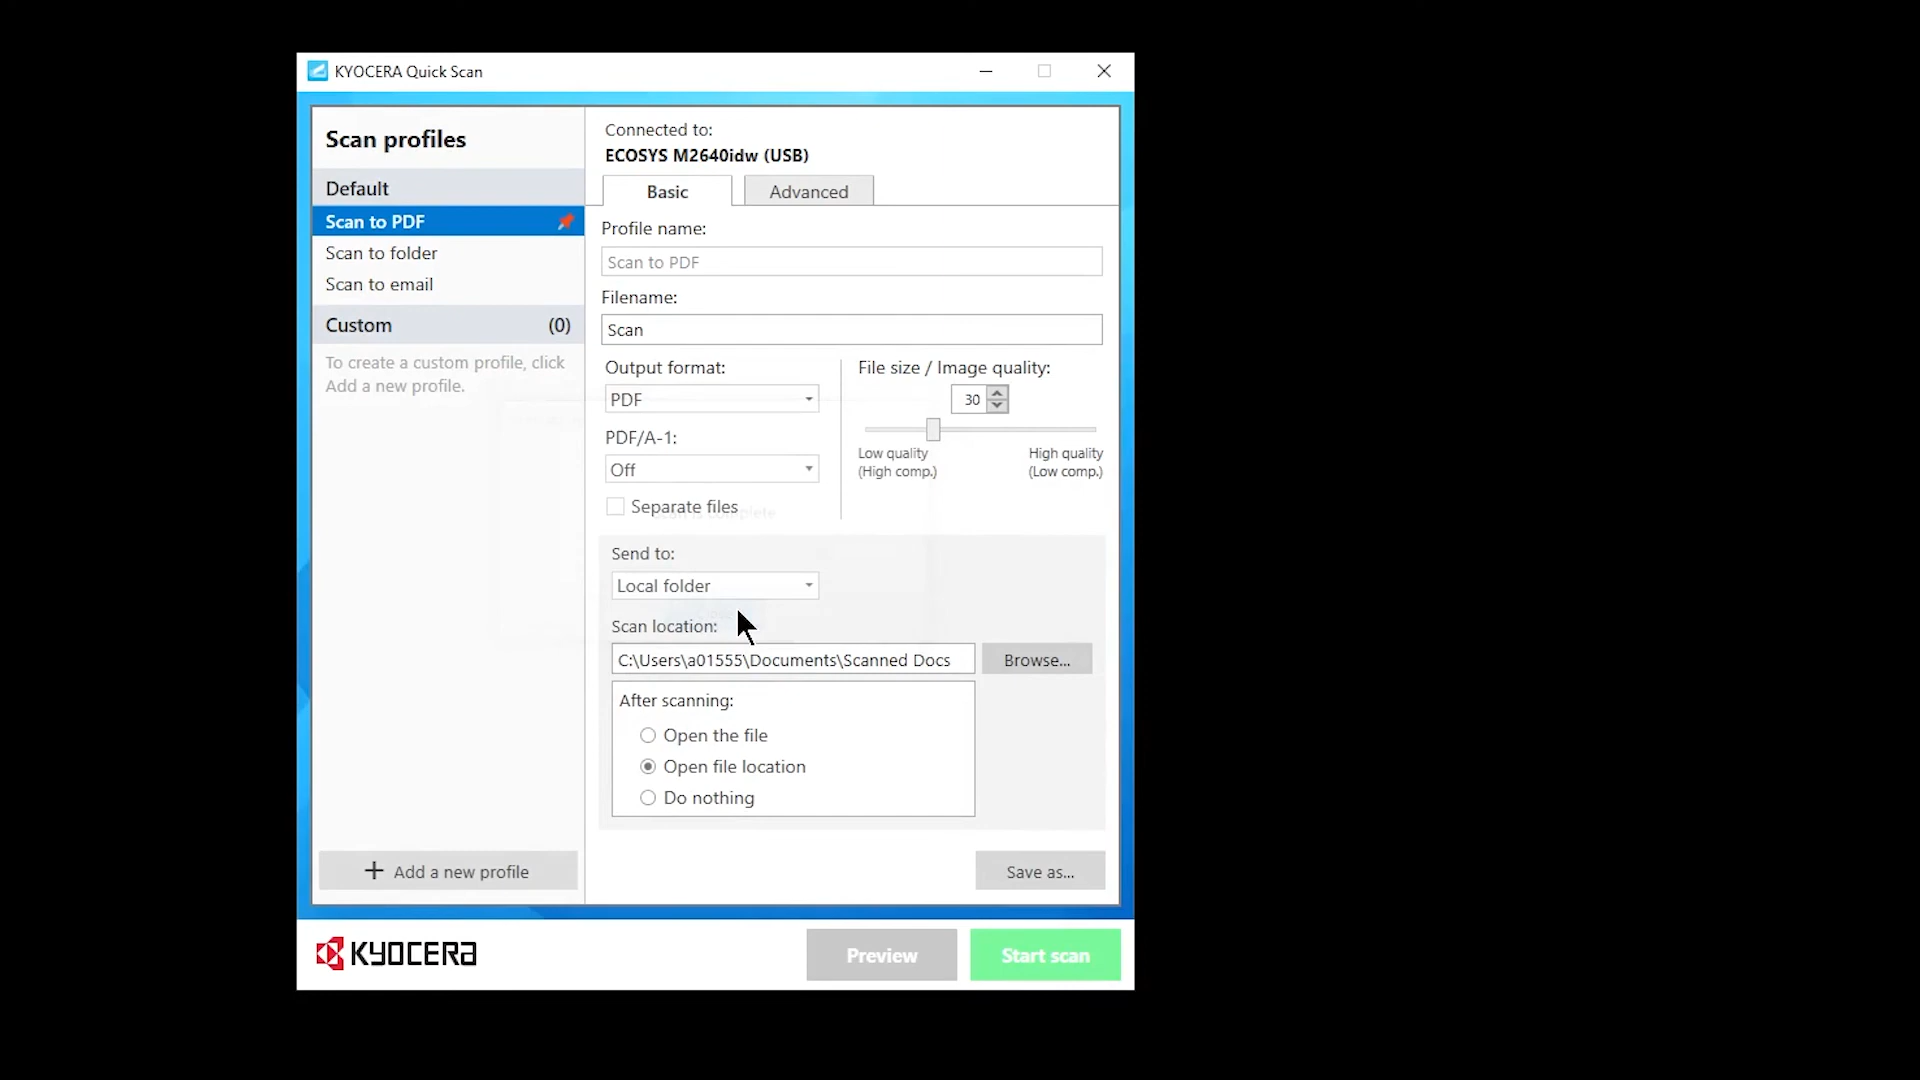 KYOCERA Quick Scan
Scan profiles
Default
Scan to PDF
Scan to folder
Scan to email
Custom (0)
To create a custom profile, click
Add a new profile.
+ Add a new profile
Connected to:
ECOSYS M2640idw (USB)
Basic Advanced
Profile name:
Scan to PDF
Filename:
Scan
Output format:
PDF
PDF/A-1:
Off
Separate files
File size / Image quality:
30
Low quality
(High comp.)
High quality
(Low comp.)
Send to:
Local folder
Scan location:
C:\Users\a01555\Documents\Scanned Docs
Browse...
After scanning:
Open the file
Open file location
Do nothing
Save as...
KYOCERA
Preview
Start scan